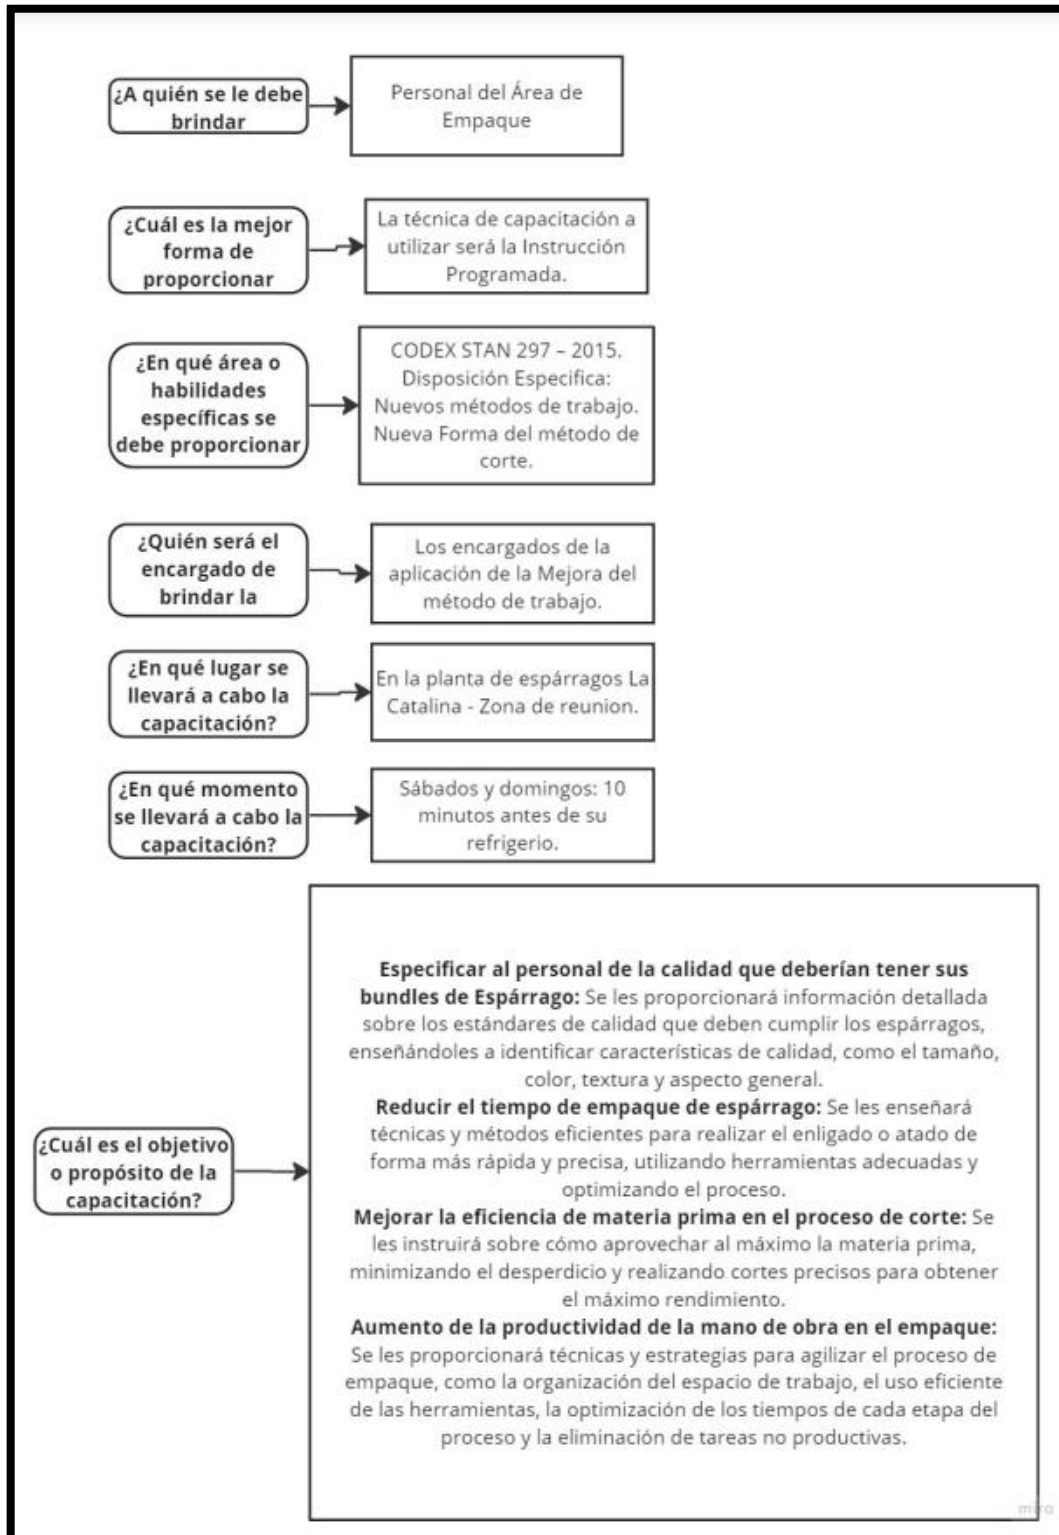 ¿A quién se le debe
brindar
Personal del Área de
Empaque
¿Cuál es la mejor
forma de
proporcionar
La técnica de capacitación a
utilizar será la Instrucción
Programada.
¿En qué área o
habilidades
específicas se
debe proporcionar
CODEX STAN 297 – 2015.
Disposición Especifica:
Nuevos métodos de trabajo.
Nueva Forma del método de
corte.
¿Quién será el
encargado de
brindar la
Los encargados de la
aplicación de la Mejora del
método de trabajo.
¿En qué lugar se
llevará a cabo la
capacitación?
En la planta de espárragos La
Catalina - Zona de reunion.
¿En qué momento
se llevará a cabo la
capacitación?
Sábados y domingos: 10
minutos antes de su
refrigerio.
¿Cuál es el objetivo
o propósito de la
capacitación?
Especificar al personal de la calidad que deberían tener sus
bundles de Espárrago: Se les proporcionará información detallada
sobre los estándares de calidad que deben cumplir los espárragos,
enseñándoles a identificar características de calidad, como el tamaño,
color, textura y aspecto general.
Reducir el tiempo de empaque de espárrago: Se les enseñará
técnicas y métodos eficientes para realizar el enligado o atado de
forma más rápida y precisa, utilizando herramientas adecuadas y
optimizando el proceso.
Mejorar la eficiencia de materia prima en el proceso de corte: Se
les instruirá sobre cómo aprovechar al máximo la materia prima,
minimizando el desperdicio y realizando cortes precisos para obtener
el máximo rendimiento.
Aumento de la productividad de la mano de obra en el empaque:
Se les proporcionará técnicas y estrategias para agilizar el proceso de
empaque, como la organización del espacio de trabajo, el uso eficiente
de las herramientas, la optimización de los tiempos de cada etapa del
proceso y la eliminación de tareas no productivas.
miro